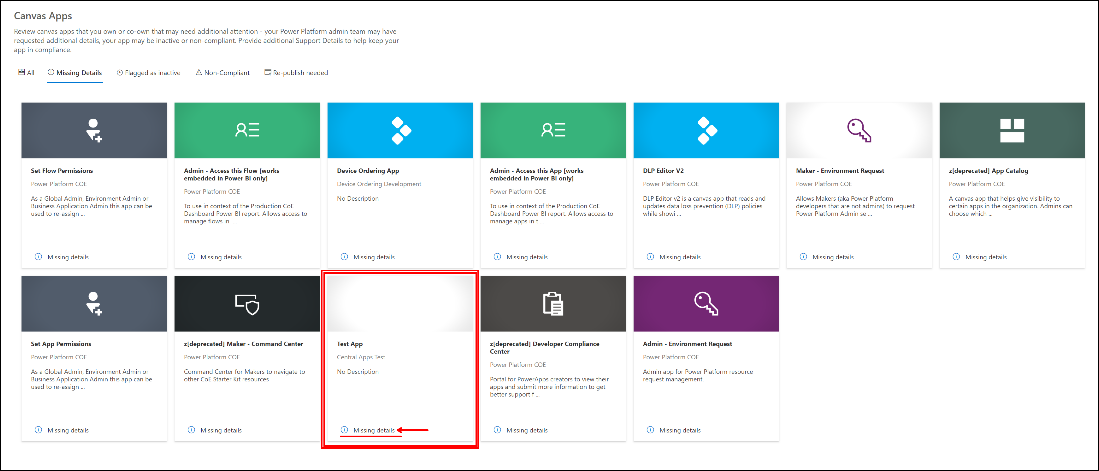 Canvas Apps
Review canvas apps that you own or co-own that may need additional attention - your Power Platform admin team may have
requested additional details, your app may be inactive or non-compliant. Provide additional Support Details to help keep your
app in compliance.
All Missing Details Flagged as Inactive Non-Compliant Re-publish needed
Set Flow Permissions
Power Platform COE
As a Global Admin, Environment Admin or
Business Application Admin this app can be
used to re-assign ...
Missing details
Admin - Access this Flow [works
embedded in Power BI only]
Power Platform COE
To use in context of the Production CoE
Dashboard Power BI report. Allows access to
manage flows in
Missing details
Device Ordering App
Device Ordering Development
No Description
Missing details
Admin - Access this App [works
embedded in Power BI only]
Power Platform COE
To use in context of the Production CoE
Dashboard Power BI report. Allows access to
manage apps in t ...
Missing details
DLP Editor V2
Power Platform COE
DLP Editor v2 is a canvas app that reads and
updates data loss prevention (DLP) policies
while showi ...
Missing details
Maker - Environment Request
Power Platform COE
Allows Makers (aka Power Platform
developers that are not admins) to request
Power Platform Admin se ...
Missing details
z[deprecated] App Catalog
Power Platform COE
A canvas app that helps give visibility to
certain apps in the organization. Admins can
choose which ...
Missing details
Set App Permissions
Power Platform COE
As a Global Admin, Environment Admin or
Business Application Admin this app can be
used to re-assign ...
Missing details
z[deprecated] Maker - Command Center
Power Platform COE
Command Center for Makers to navigate to
other CoE Starter Kit resources
Missing details
Test App
Central Apps Test
No Description
Missing details
z[deprecated] Developer Compliance
Center
Power Platform COE
Portal for PowerApps creators to view their
apps and submit more information to get
better support f ...
Missing details
Admin - Environment Request
Power Platform COE
Admin app for Power Platform resource
request management.
Missing details